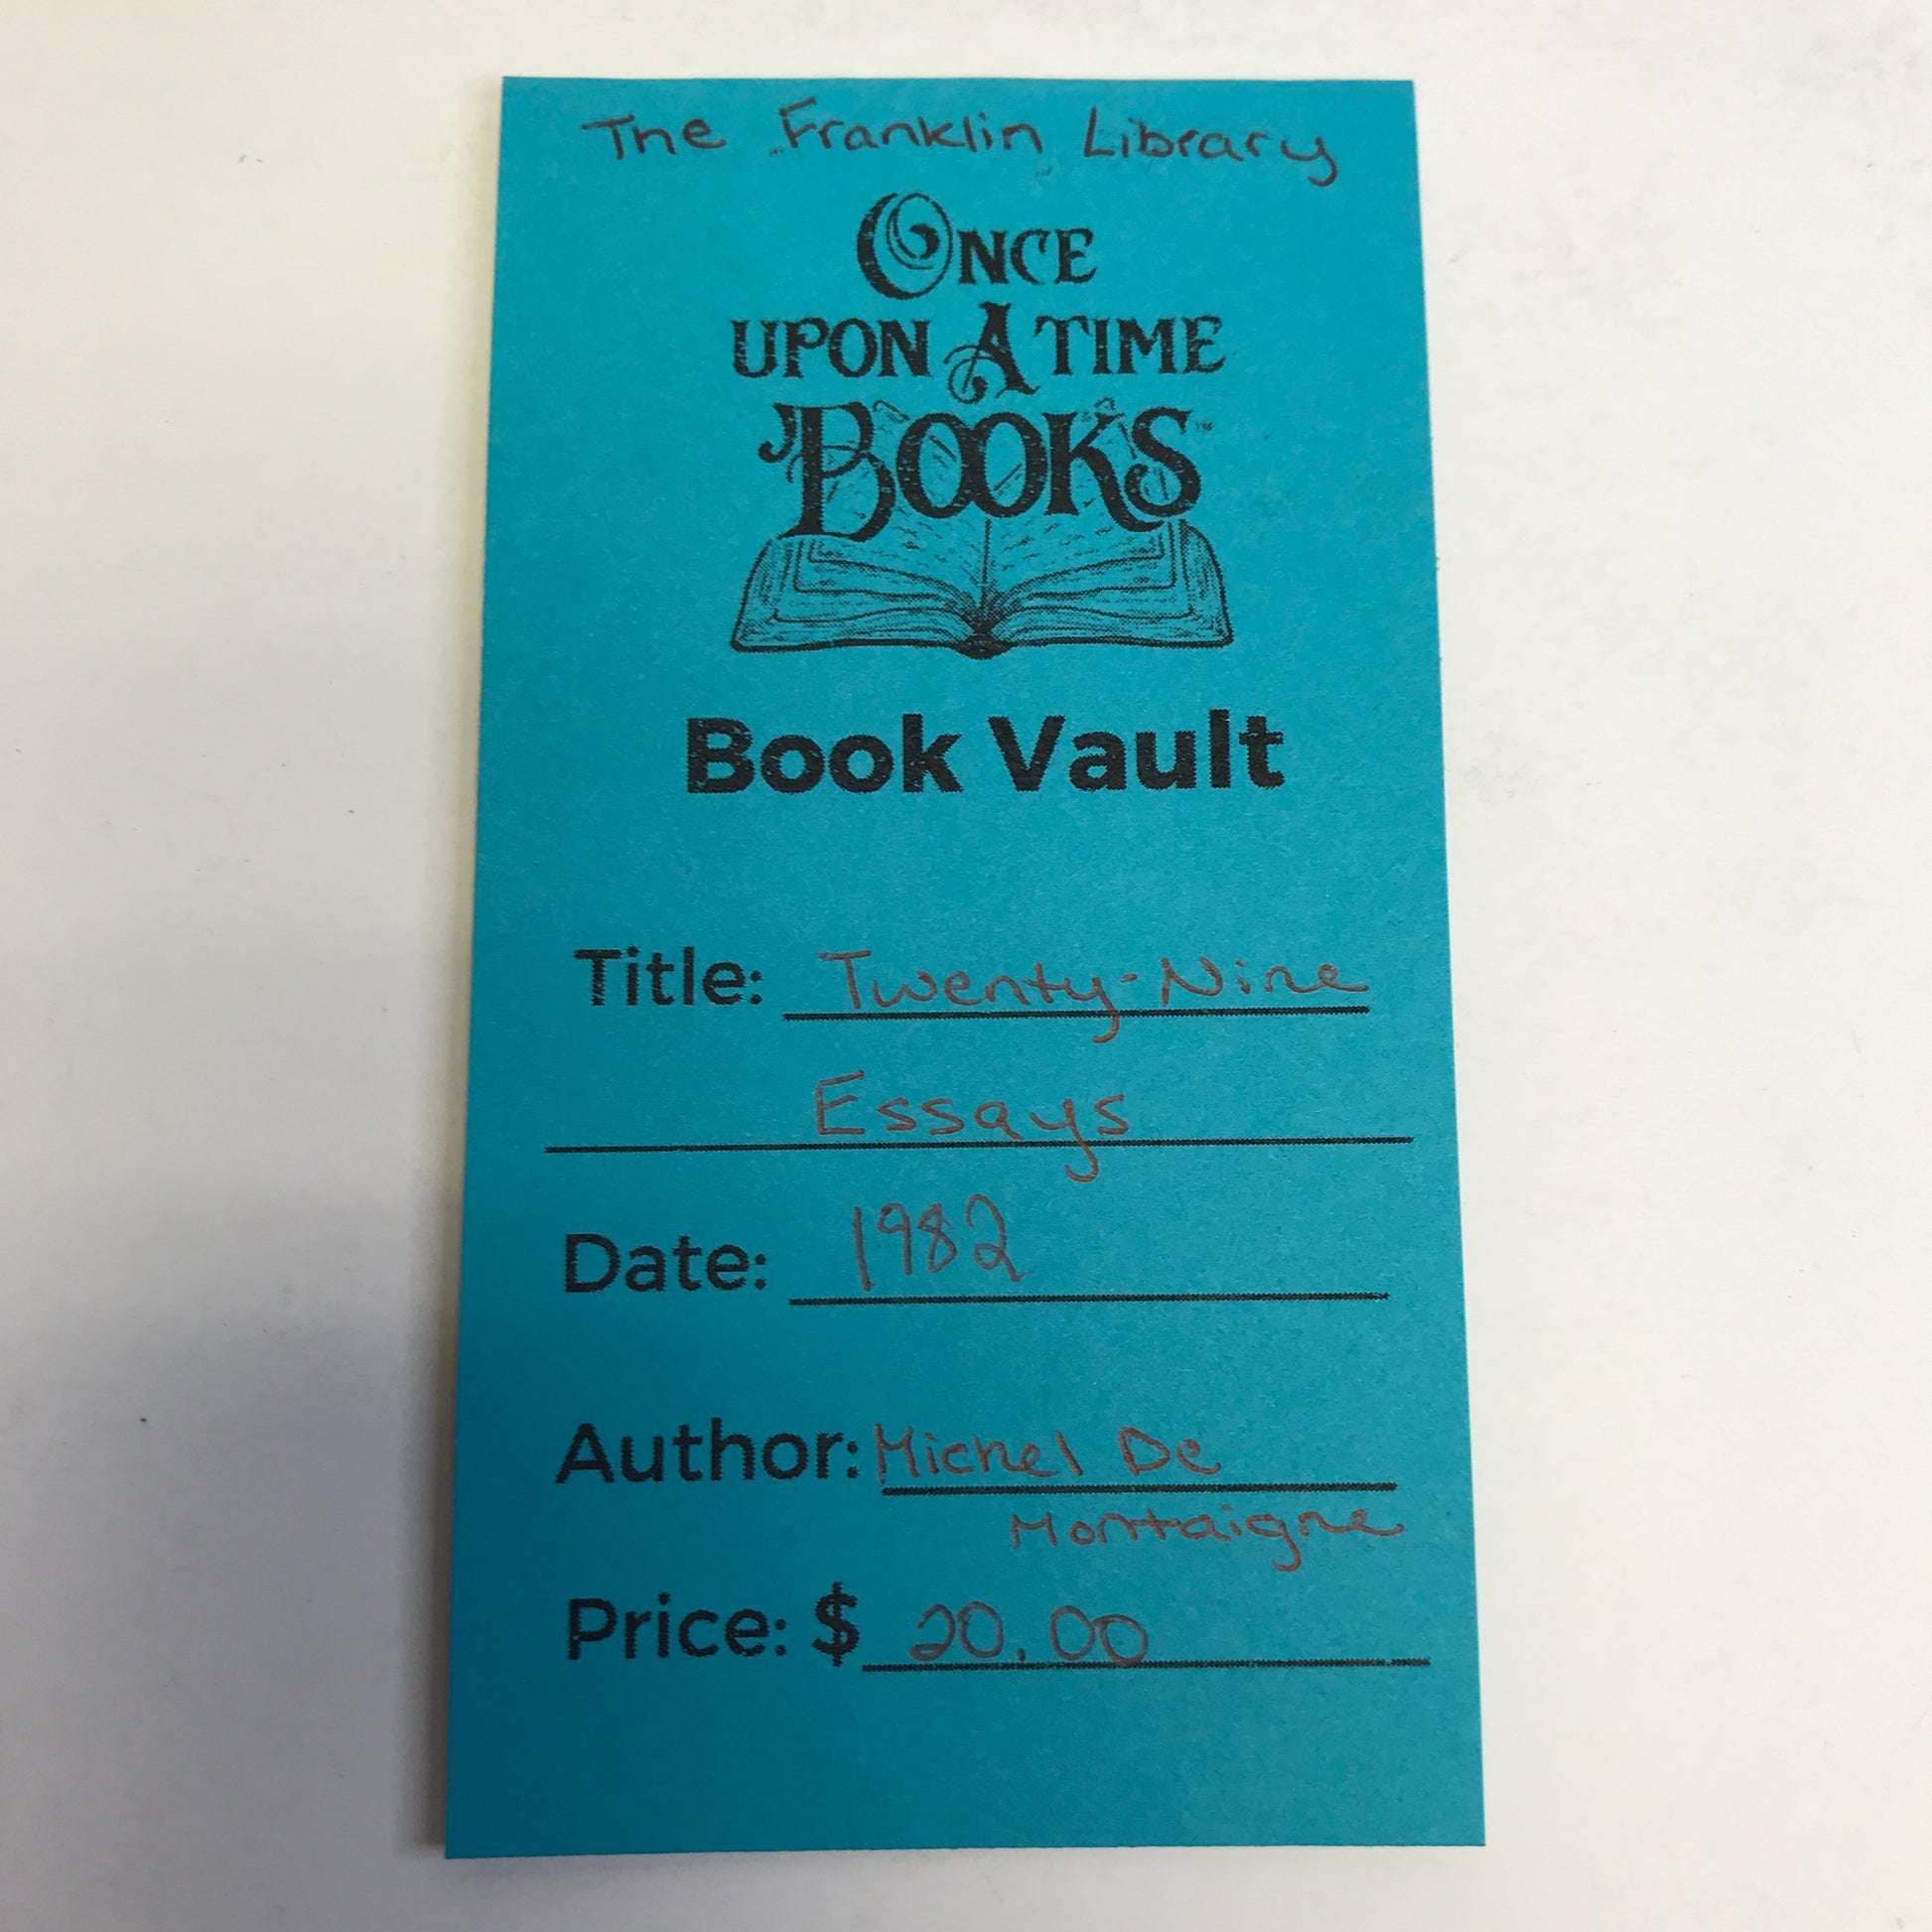 The Franklin Library
ONCE
UPON A TIME
BOOKS™
Book Vault
Title: Twenty-Nine
Essays
Date: 1982
Author: Michel De
Montaigne
Price: $ 20.00